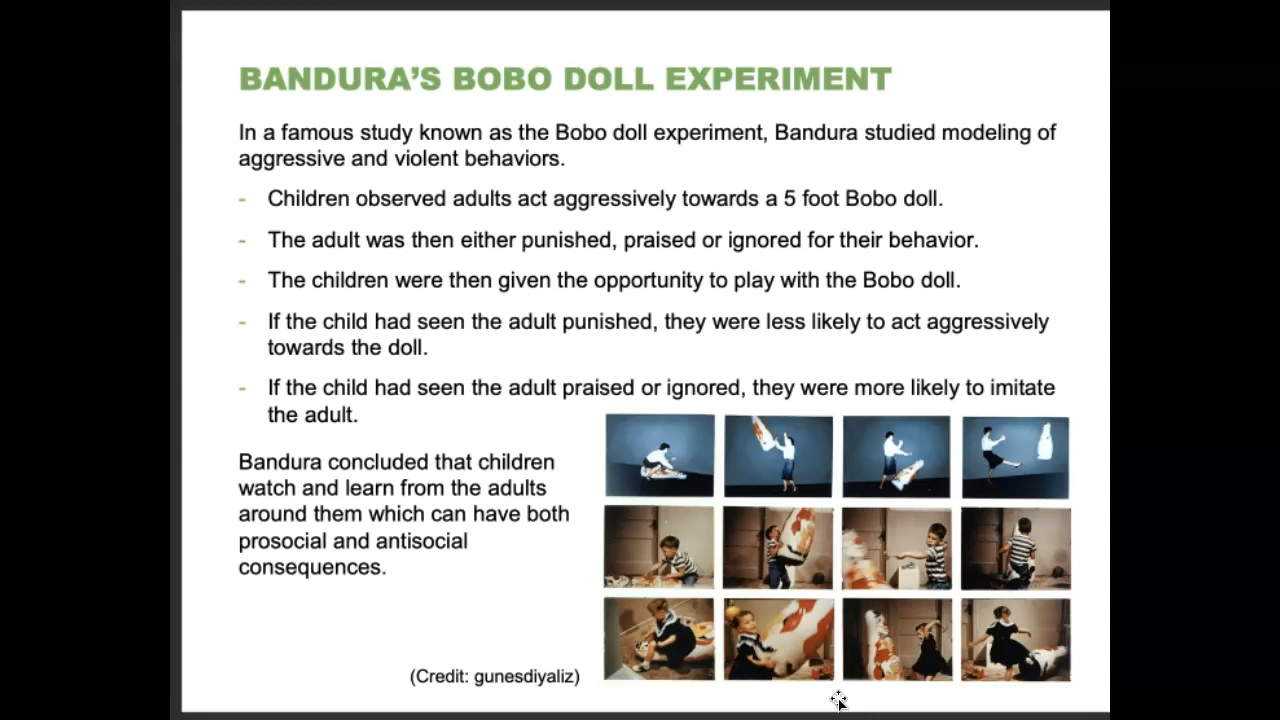 BANDURA'S BOBO DOLL EXPERIMENT
In a famous study known as the Bobo doll experiment, Bandura studied modeling of
aggressive and violent behaviors.
- Children observed adults act aggressively towards a 5 foot Bobo doll.
- The adult was then either punished, praised or ignored for their behavior.
- The children were then given the opportunity to play with the Bobo doll.
- If the child had seen the adult punished, they were less likely to act aggressively
towards the doll.
- If the child had seen the adult praised or ignored, they were more likely to imitate
the adult.
Bandura concluded that children
watch and learn from the adults
around them which can have both
prosocial and antisocial
consequences.
(Credit: gunesdiyaliz)